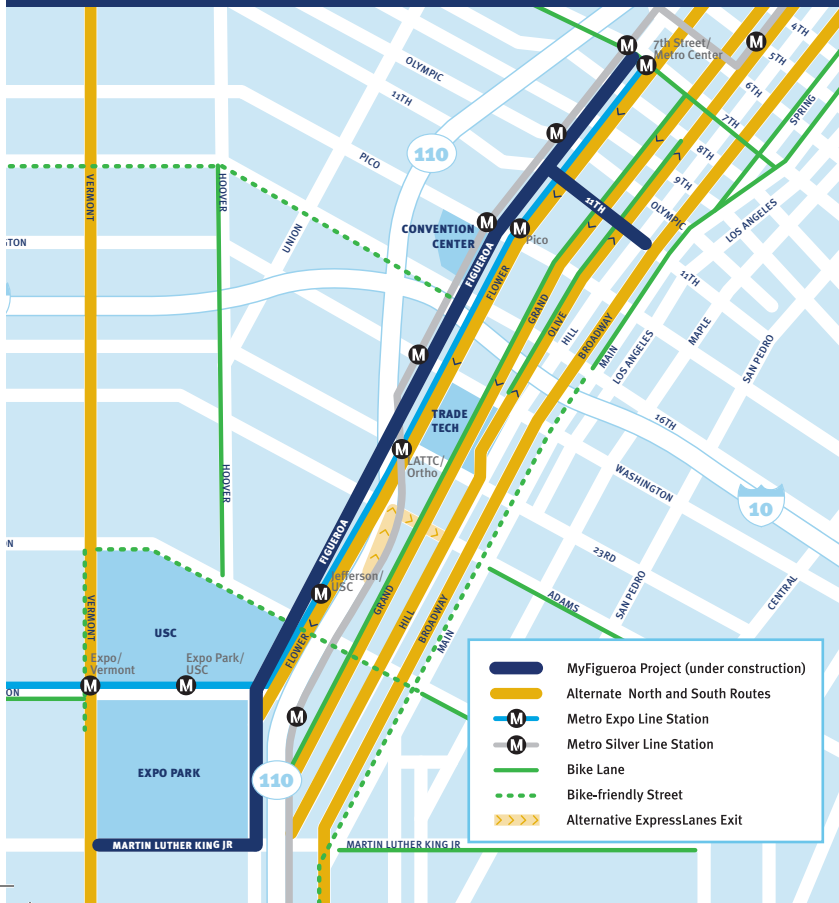 4TH
7th Street/
Metro Center
5TH
OLYMPIC
6TH
11TH
SPRING
7TH
110
8TH
PICO
9TH
VERMONT
HOOVER
11TH
OLYMPIC
LOS ANGELES
CONVENTION
CENTER
UNION
Pico
FIGUEROA
FLOWER
11TH
GRAND
OLIVE
HILL
BROADWAY
MAIN
LOS ANGELES
MAPLE
SAN PEDRO
TRADE
TECH
16TH
LATTC/
Ortho
HOOVER
WASHINGTON
10
FIGUEROA
23RD
Jefferson/
USC
GRAND
ADAMS
SAN PEDRO
CENTRAL
VERMONT
USC
HILL
BROADWAY
MAIN
FLOWER
Expo/
Vermont
Expo Park/
USC
EXPO PARK
110
MARTIN LUTHER KING JR
MARTIN LUTHER KING JR
MyFigueroa Project (under construction)
Alternate North and South Routes
M Metro Expo Line Station
M Metro Silver Line Station
Bike Lane
Bike-friendly Street
Alternative ExpressLanes Exit